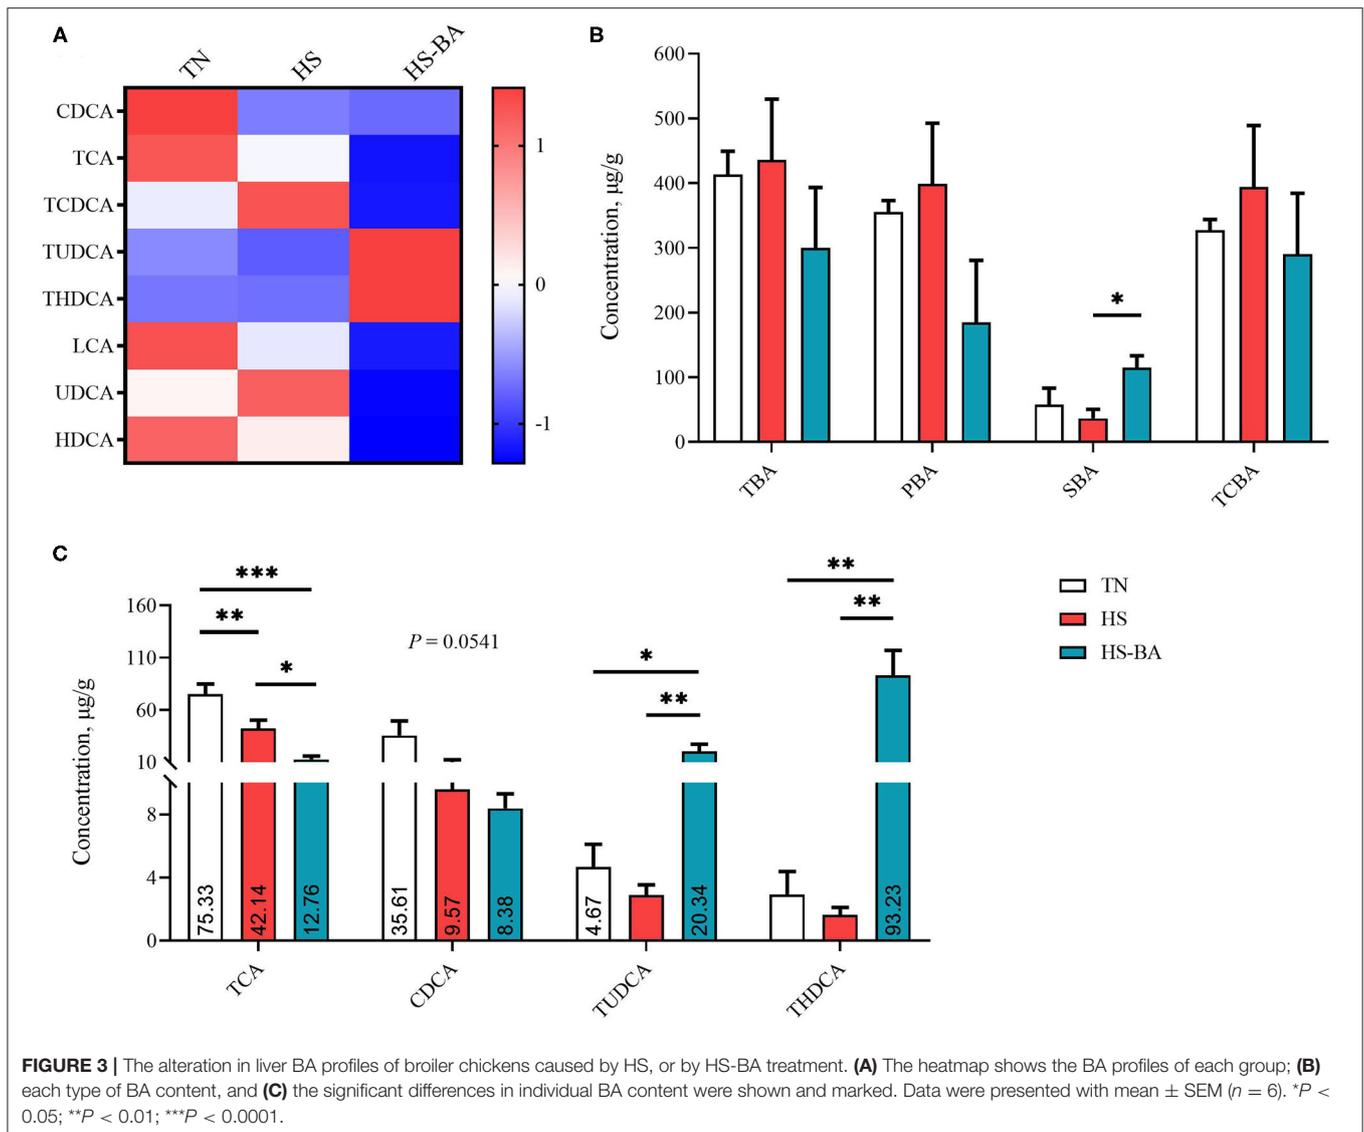 A
TN HS HS-BA
CDCA
TCA
TCDCA
TUDCA
THDCA
LCA
UDCA
HDCA
1
0
-1
B
Concentration, µg/g
600
500
400
300
200
100
0
*
TBA PBA SBA TCBA
C
Concentration, µg/g
160
110
60
10
8
4
0
***
**
*
P = 0.0541
*
**
**
**
75.33 42.14 12.76 35.61 9.57 8.38 4.67 20.34 93.23
TCA CDCA TUDCA THDCA
TN
HS
HS-BA
FIGURE 3 | The alteration in liver BA profiles of broiler chickens caused by HS, or by HS-BA treatment. (A) The heatmap shows the BA profiles of each group; (B)
each type of BA content, and (C) the significant differences in individual BA content were shown and marked. Data were presented with mean ± SEM (n = 6). *P <
0.05; **P < 0.01; ***P < 0.0001.